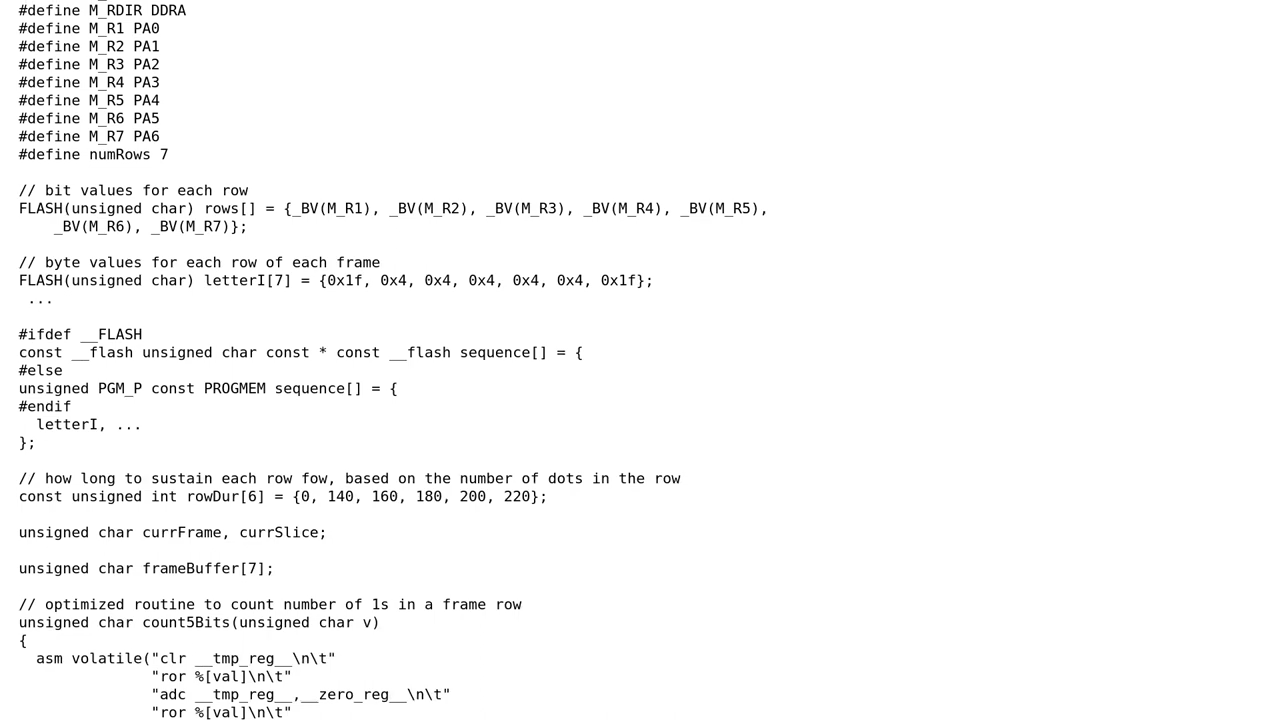 #define M_RDIR DDRA
#define M_R1 PA0
#define M_R2 PA1
#define M_R3 PA2
#define M_R4 PA3
#define M_R5 PA4
#define M_R6 PA5
#define M_R7 PA6
#define numRows 7
// bit values for each row
FLASH(unsigned char) rows[] = {_BV(M_R1), _BV(M_R2), _BV(M_R3), _BV(M_R4), _BV(M_R5),
    _BV(M_R6), _BV(M_R7)};
// byte values for each row of each frame
FLASH(unsigned char) letterI[7] = {0x1f, 0x4, 0x4, 0x4, 0x4, 0x4, 0x1f};
 ...
#ifdef __FLASH
const __flash unsigned char const * const __flash sequence[] = {
#else
unsigned PGM_P const PROGMEM sequence[] = {
#endif
  letterI, ...
};
// how long to sustain each row fow, based on the number of dots in the row
const unsigned int rowDur[6] = {0, 140, 160, 180, 200, 220};
unsigned char currFrame, currSlice;
unsigned char frameBuffer[7];
// optimized routine to count number of 1s in a frame row
unsigned char count5Bits(unsigned char v)
{
  asm volatile("clr __tmp_reg__\n\t"
               "ror %[val]\n\t"
               "adc __tmp_reg__,__zero_reg__\n\t"
               "ror %[val]\n\t"